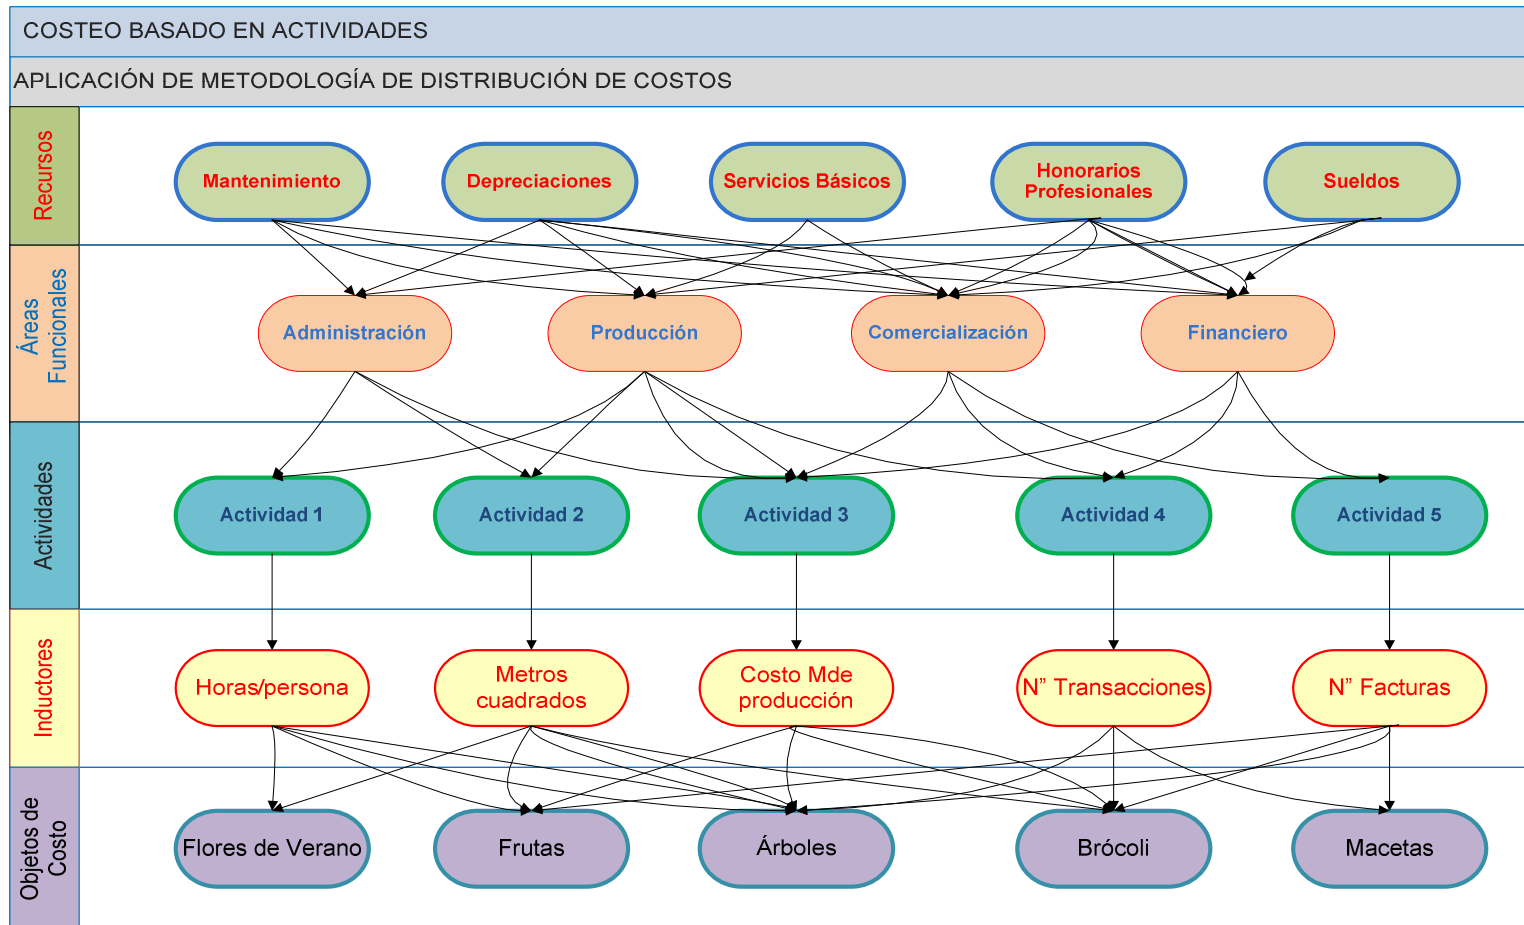 COSTEO BASADO EN ACTIVIDADES
APLICACIÓN DE METODOLOGÍA DE DISTRIBUCIÓN DE COSTOS
Recursos
Mantenimiento
Depreciaciones
Servicios Básicos
Honorarios
Profesionales
Sueldos
Áreas
Funcionales
Administración
Producción
Comercialización
Financiero
Actividades
Actividad 1
Actividad 2
Actividad 3
Actividad 4
Actividad 5
Inductores
Horas/persona
Metros
cuadrados
Costo Mde
producción
N” Transacciones
N” Facturas
Objetos de
Costo
Flores de Verano
Frutas
Árboles
Brócoli
Macetas